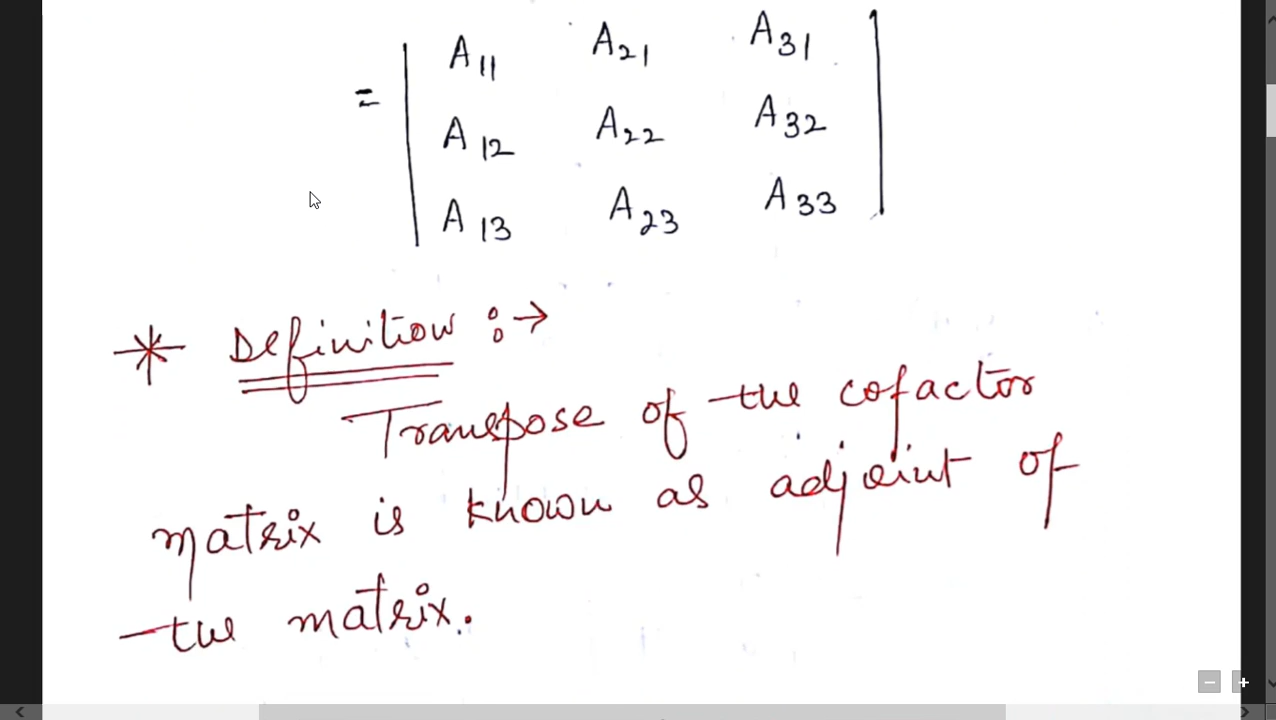 = | A₁₁ A₂₁ A₃₁ |
| A₁₂ A₂₂ A₃₂ |
| A₁₃ A₂₃ A₃₃ |
* Definition :→
Transpose of the cofactor
matrix is known as adjoint of
the matrix.